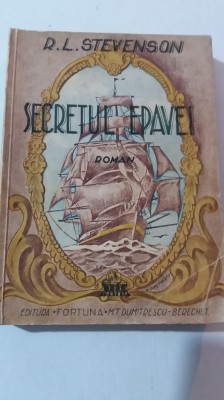 R.L. STEVENSON
SECRETUL EPAVEI
ROMAN
EDITURA • FORTUNA • M.T. DUMITRESCU - BERECHET